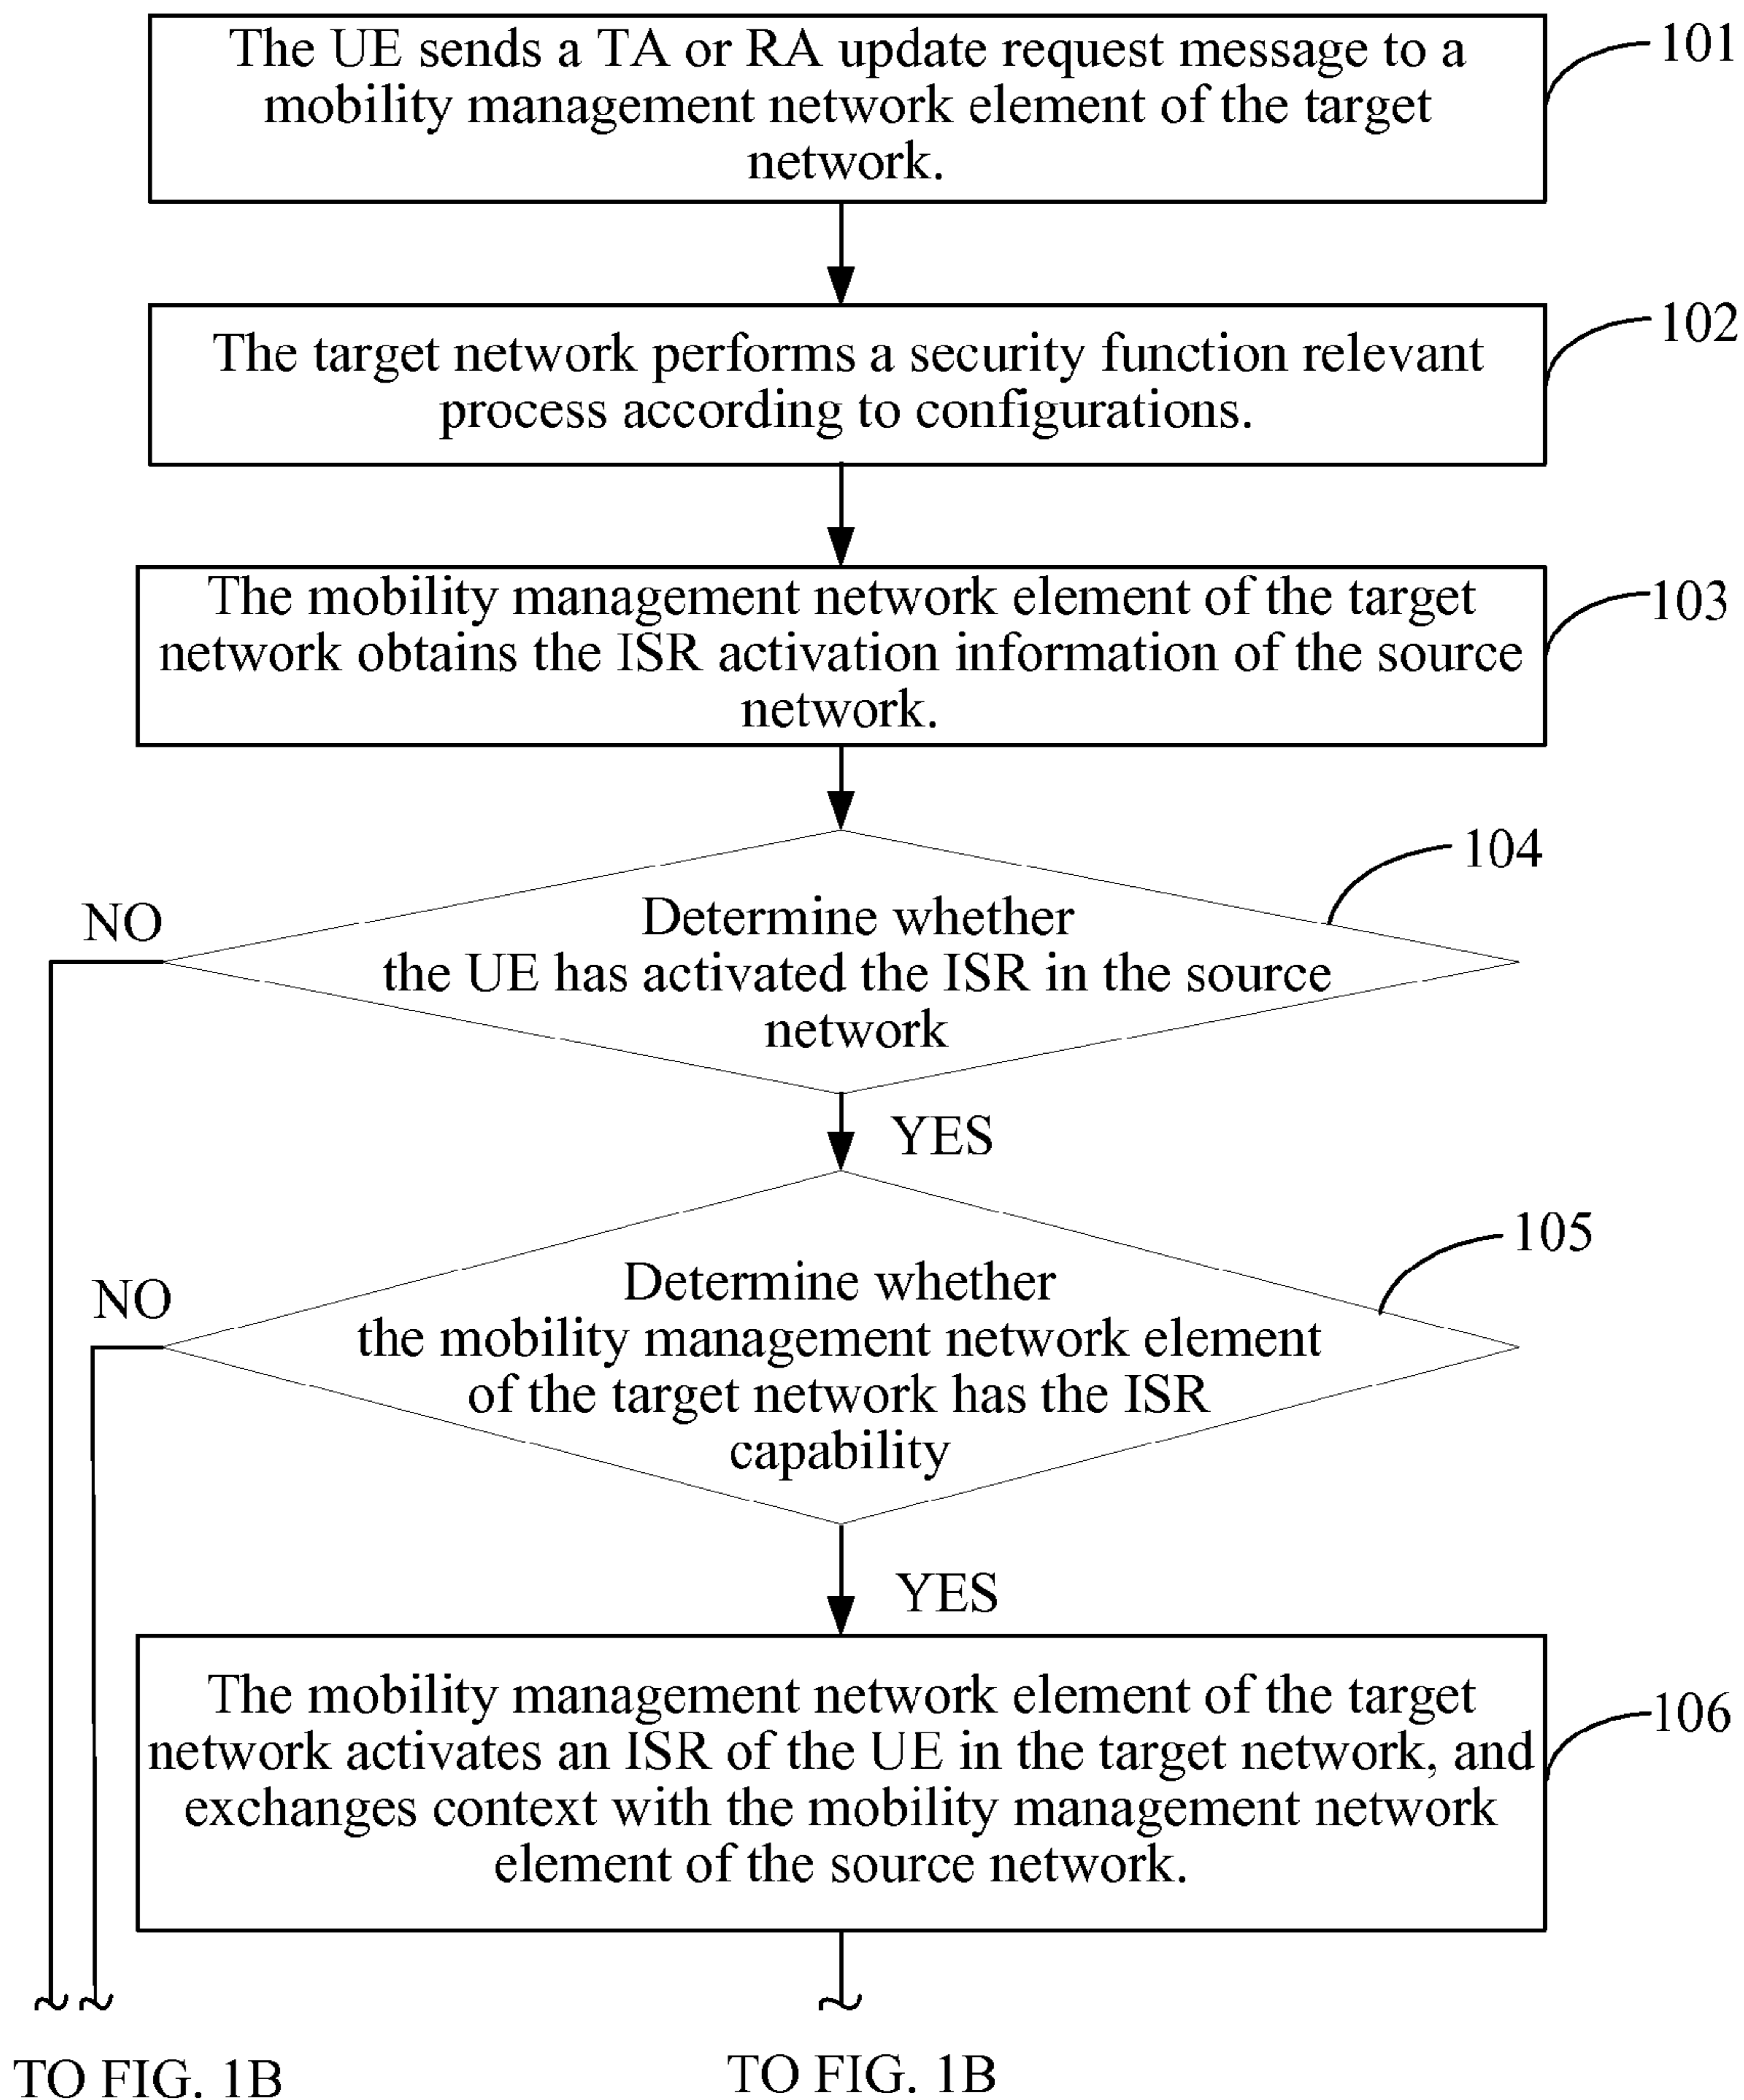 The UE sends a TA or RA update request message to a
mobility management network element of the target
network.
101
The target network performs a security function relevant
process according to configurations.
102
The mobility management network element of the target
network obtains the ISR activation information of the source
network.
103
104
NO
Determine whether
the UE has activated the ISR in the source
network
YES
105
NO
Determine whether
the mobility management network element
of the target network has the ISR
capability
YES
The mobility management network element of the target
network activates an ISR of the UE in the target network, and
exchanges context with the mobility management network
element of the source network.
106
TO FIG. 1B
TO FIG. 1B